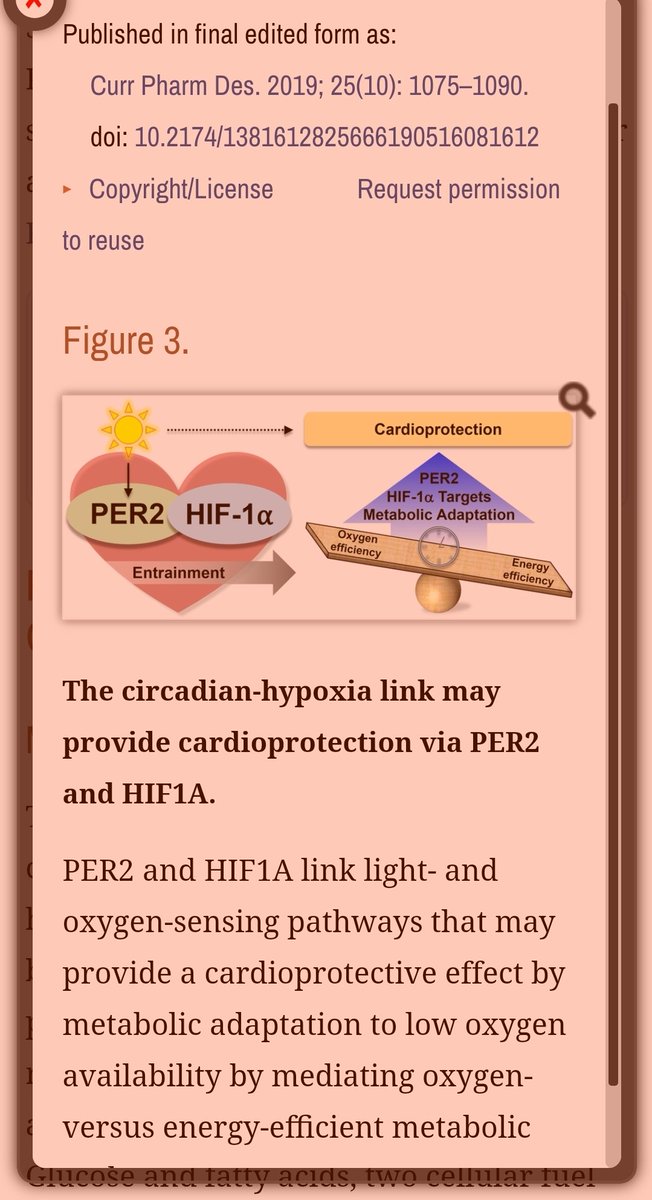 Published in final edited form as:
Curr Pharm Des. 2019; 25(10): 1075–1090.
doi: 10.2174/1381612825666190516081612
▸ Copyright/License Request permission
to reuse
Figure 3.
Cardioprotection
PER2 HIF-1α
Entrainment
PER2
HIF-1α Targets
Metabolic Adaptation
Oxygen
efficiency
Energy
efficiency
The circadian-hypoxia link may
provide cardioprotection via PER2
and HIF1A.
PER2 and HIF1A link light- and
oxygen-sensing pathways that may
provide a cardioprotective effect by
metabolic adaptation to low oxygen
availability by mediating oxygen-
versus energy-efficient metabolic
Glucose and fatty acids, two cellular fuel